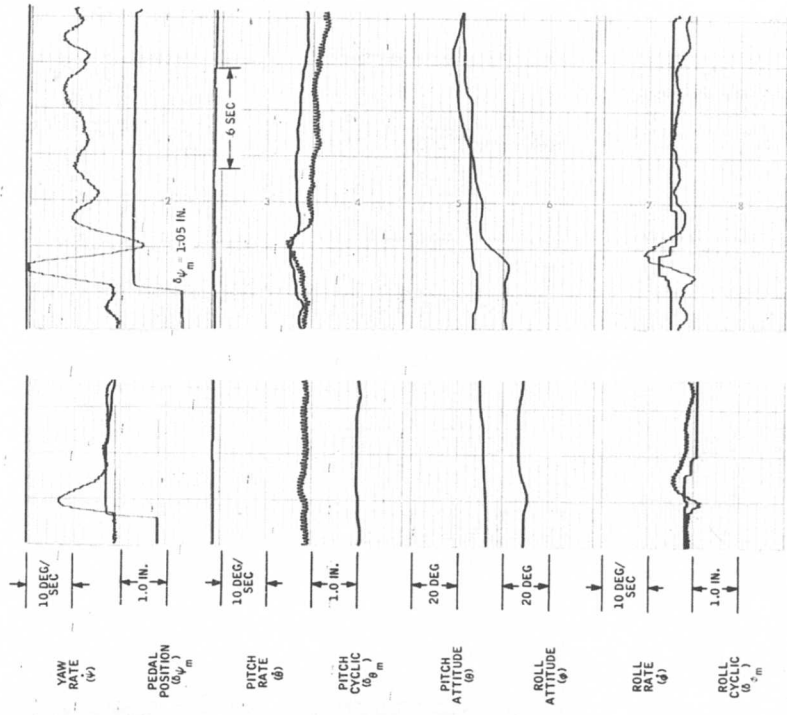 6 SEC
1
2
3
4
5
6
7
8
δψm = 1.05 IN.
10 DEG/
SEC
1.0 IN.
10 DEG/
SEC
1.0 IN.
20 DEG
20 DEG
10 DEG/
SEC
1.0 IN.
YAW
RATE
(ψ̇)
PEDAL
POSITION
(δψm)
PITCH
RATE
(θ̇)
PITCH
CYCLIC
(δθm)
PITCH
ATTITUDE
(θ)
ROLL
ATTITUDE
(φ)
ROLL
RATE
(φ̇)
ROLL
CYCLIC